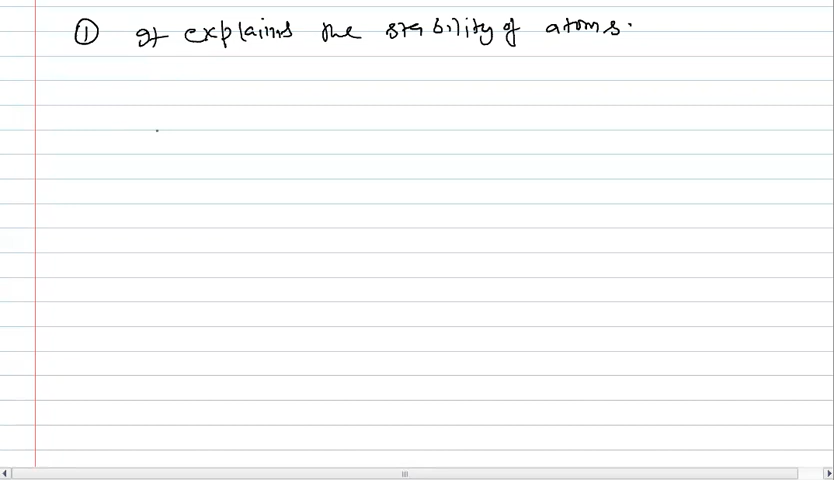 ① It explains the stability of atoms.